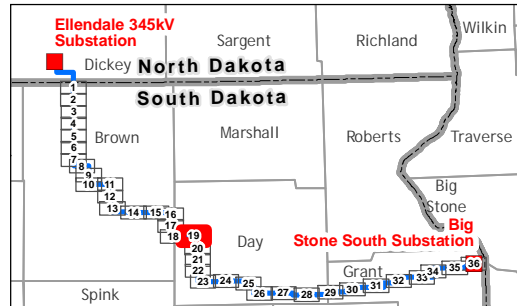 Ellendale 345kV
Substation
Sargent
Richland
Wilkin
Dickey
North Dakota
South Dakota
1
2
3
4
5
6
7
8
9
10
11
12
13
14
15
16
17
18
19
20
21
22
23
24
25
26
27
28
29
30
31
32
33
34
35
36
Brown
Marshall
Roberts
Traverse
Big
Stone
Big
Stone South Substation
Day
Grant
Spink